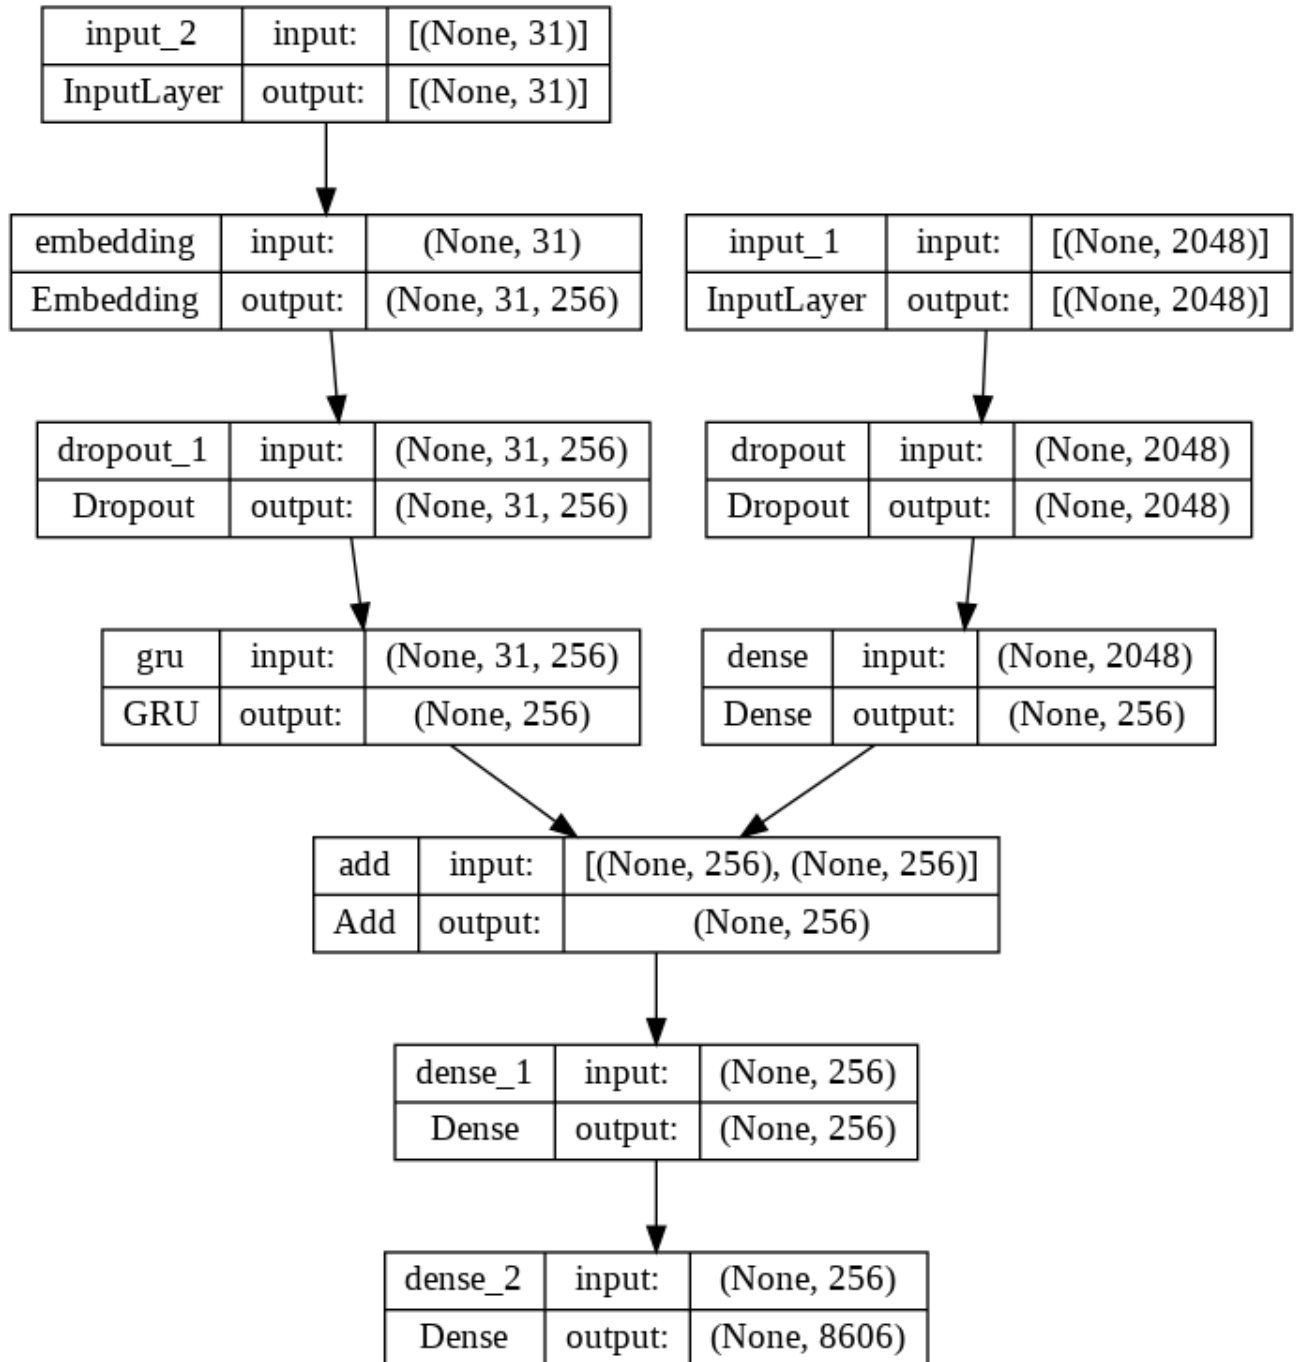 input_2 input: [(None, 31)]
InputLayer output: [(None, 31)]
embedding input: (None, 31)
Embedding output: (None, 31, 256)
input_1 input: [(None, 2048)]
InputLayer output: [(None, 2048)]
dropout_1 input: (None, 31, 256)
Dropout output: (None, 31, 256)
dropout input: (None, 2048)
Dropout output: (None, 2048)
gru input: (None, 31, 256)
GRU output: (None, 256)
dense input: (None, 2048)
Dense output: (None, 256)
add input: [(None, 256), (None, 256)]
Add output: (None, 256)
dense_1 input: (None, 256)
Dense output: (None, 256)
dense_2 input: (None, 256)
Dense output: (None, 8606)